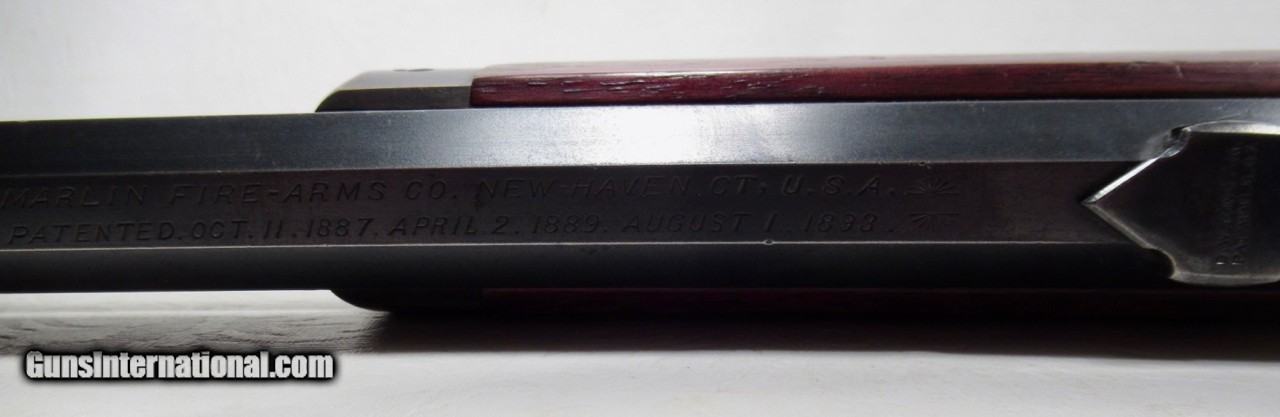 MARLIN FIRE-ARMS CO. NEW-HAVEN.CT. U.S.A.
PATENTED.OCT.11.1887.APRIL 2.1889.AUGUST 1.1893.
GunsInternational.com